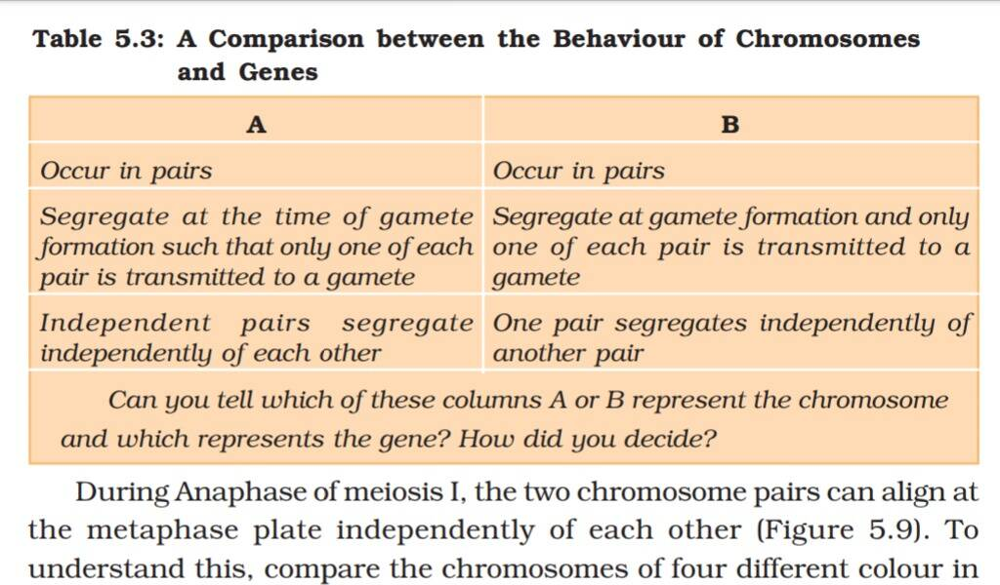 Table 5.3: A Comparison between the Behaviour of Chromosomes
and Genes
A
B
Occur in pairs
Occur in pairs
Segregate at the time of gamete
formation such that only one of each
pair is transmitted to a gamete
Segregate at gamete formation and only
one of each pair is transmitted to a
gamete
Independent pairs segregate
independently of each other
One pair segregates independently of
another pair
Can you tell which of these columns A or B represent the chromosome
and which represents the gene? How did you decide?
During Anaphase of meiosis I, the two chromosome pairs can align at
the metaphase plate independently of each other (Figure 5.9). To
understand this, compare the chromosomes of four different colour in